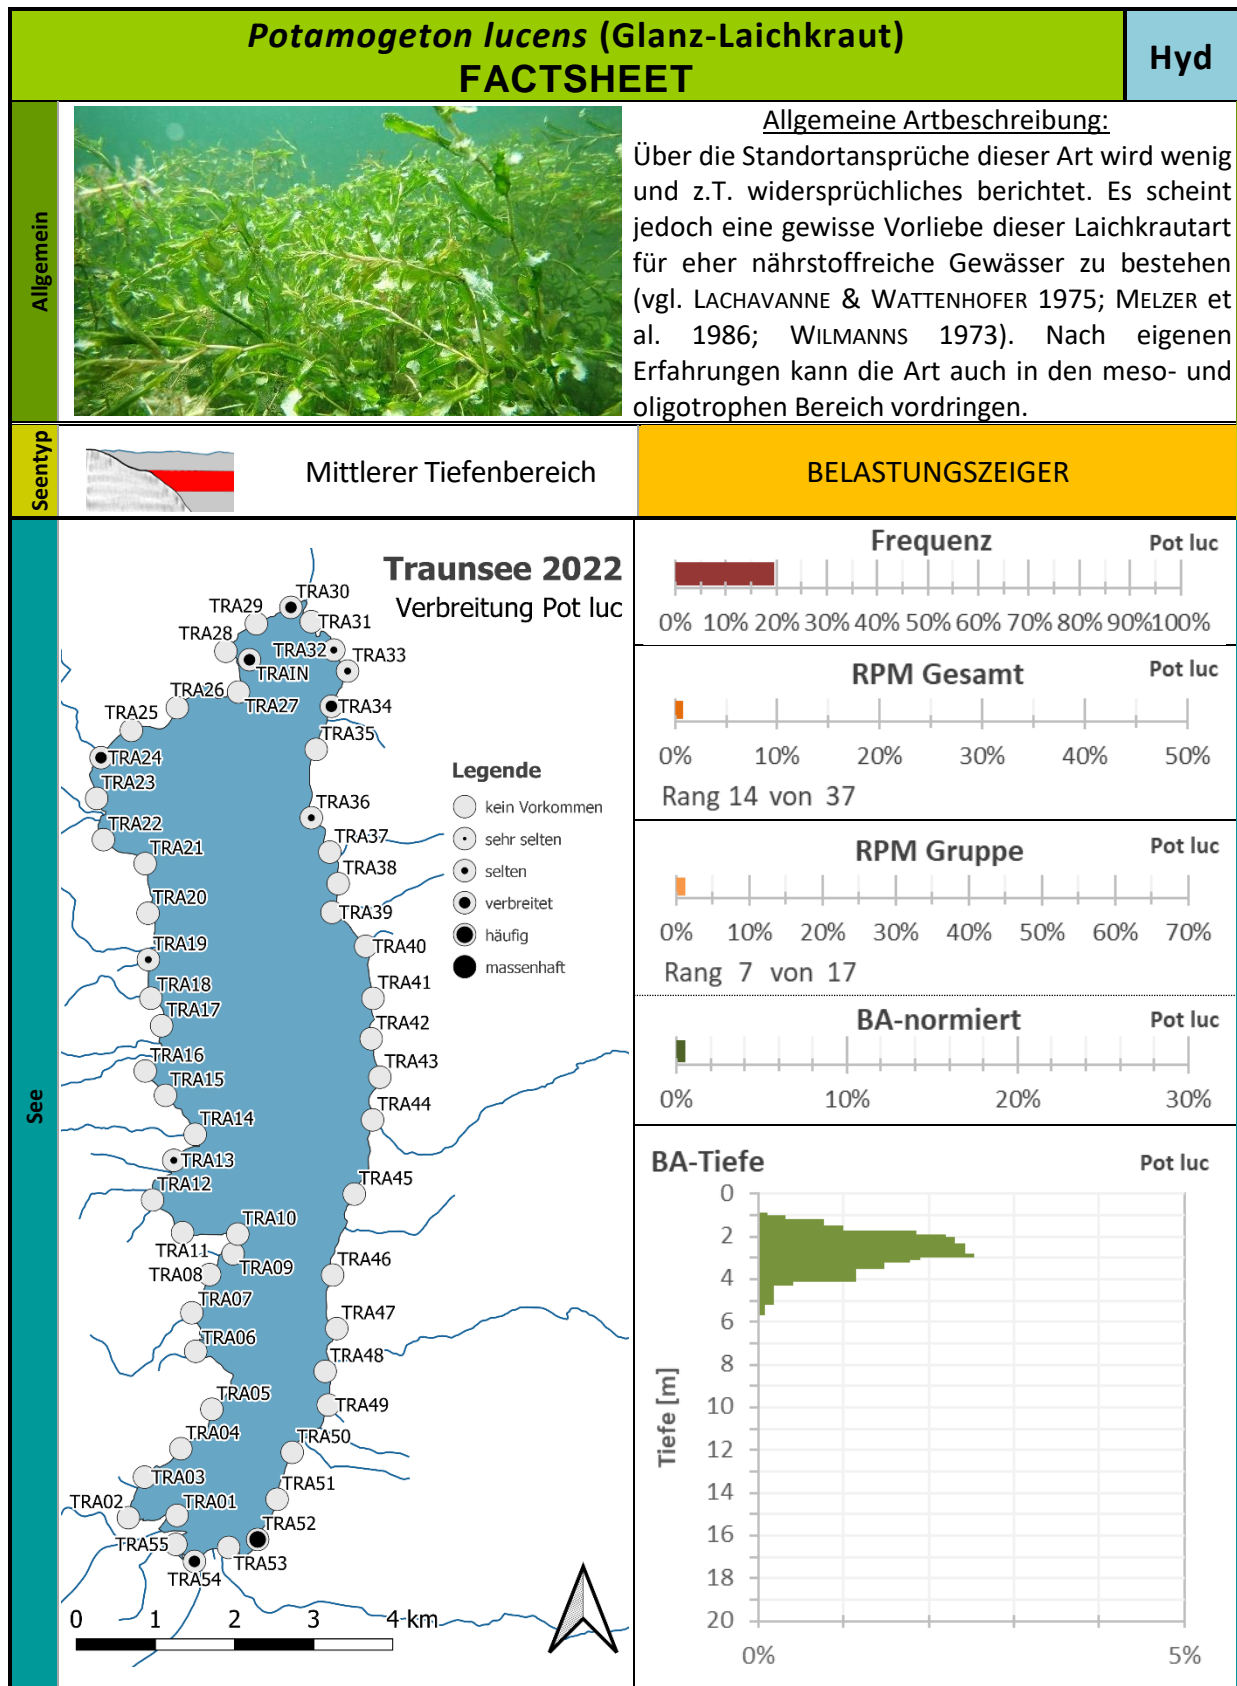 Potamogeton lucens (Glanz-Laichkraut)
FACTSHEET
Hyd
Allgemein
Allgemeine Artbeschreibung:
Über die Standortansprüche dieser Art wird wenig
und z.T. widersprüchliches berichtet. Es scheint
jedoch eine gewisse Vorliebe dieser Laichkrautart
für eher nährstoffreiche Gewässer zu bestehen
(vgl. LACHAVANNE & WATTENHOFER 1975; MELZER et
al. 1986; WILMANNS 1973). Nach eigenen
Erfahrungen kann die Art auch in den meso- und
oligotrophen Bereich vordringen.
Seentyp
Mittlerer Tiefenbereich
BELASTUNGSZEIGER
See
Traunsee 2022
Verbreitung Pot luc
TRA30
TRA29
TRA31
TRA28
TRA32
TRA33
TRAIN
TRA26
TRA27
TRA34
TRA25
TRA35
TRA24
TRA23
TRA36
TRA22
TRA37
TRA21
TRA38
TRA20
TRA39
TRA19
TRA40
TRA18
TRA41
TRA17
TRA42
TRA16
TRA43
TRA15
TRA44
TRA14
TRA13
TRA12
TRA45
TRA10
TRA11
TRA09
TRA08
TRA46
TRA07
TRA47
TRA06
TRA48
TRA05
TRA49
TRA04
TRA50
TRA03
TRA51
TRA02
TRA01
TRA52
TRA55
TRA53
TRA54
Legende
kein Vorkommen
sehr selten
selten
verbreitet
häufig
massenhaft
0 1 2 3 4 km
Frequenz
Pot luc
0% 10% 20% 30% 40% 50% 60% 70% 80% 90%100%
RPM Gesamt
Pot luc
0% 10% 20% 30% 40% 50%
Rang 14 von 37
RPM Gruppe
Pot luc
0% 10% 20% 30% 40% 50% 60% 70%
Rang 7 von 17
BA-normiert
Pot luc
0% 10% 20% 30%
BA-Tiefe
Pot luc
Tiefe [m]
0
2
4
6
8
10
12
14
16
18
20
0% 5%